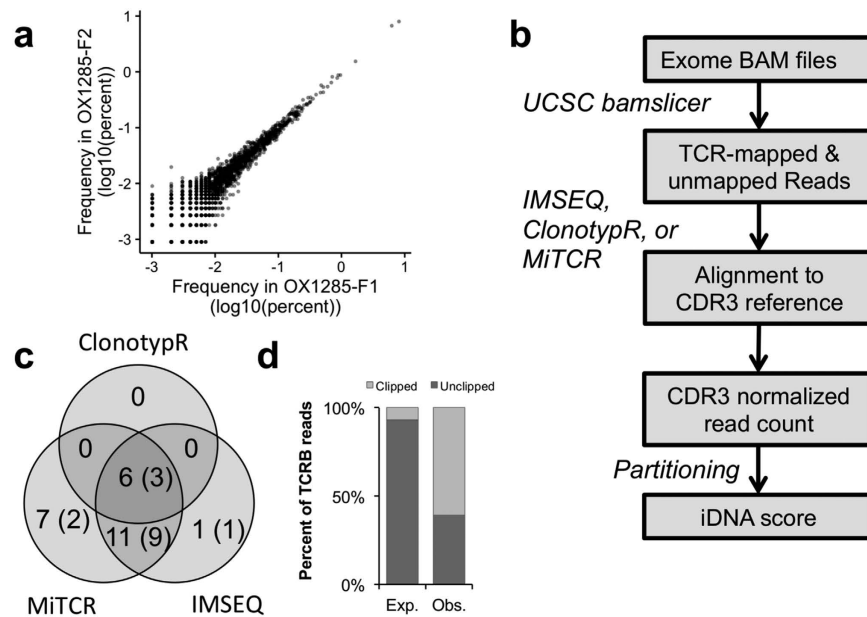 a
Frequency in OX1285-F2
(log10(percent))
1
0
-1
-2
-3
-3 -2 -1 0 1
Frequency in OX1285-F1
(log10(percent))
b
Exome BAM files
UCSC bamslicer
TCR-mapped &
unmapped Reads
IMSEQ,
ClonotypR, or
MiTCR
Alignment to
CDR3 reference
CDR3 normalized
read count
Partitioning
iDNA score
c
ClonotypR
0
0 0
6 (3)
7 (2) 11 (9) 1 (1)
MiTCR IMSEQ
d
Clipped Unclipped
Percent of TCRB reads
100%
50%
0%
Exp. Obs.